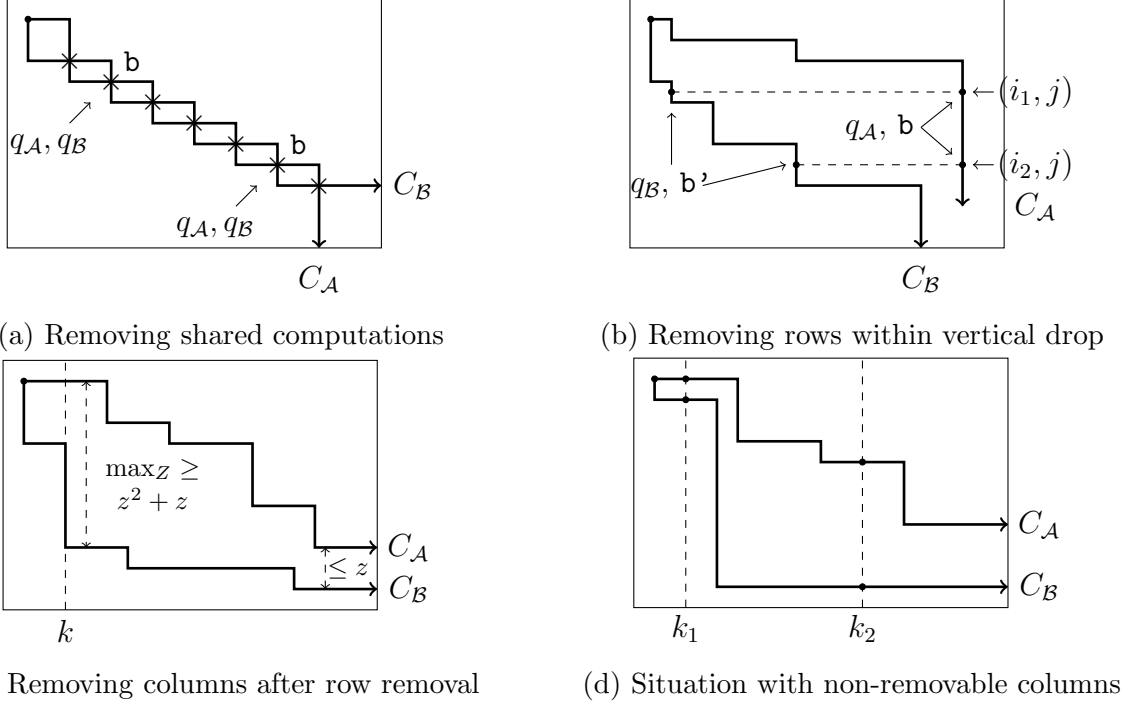 b
q_A, q_B
b
q_A, q_B
C_B
C_A
(a) Removing shared computations
(i_1, j)
q_A, b
(i_2, j)
q_B, b'
C_A
C_B
(b) Removing rows within vertical drop
max_Z ≥
z^2 + z
C_A
≤ z
C_B
k
Removing columns after row removal
C_A
C_B
k_1
k_2
(d) Situation with non-removable columns